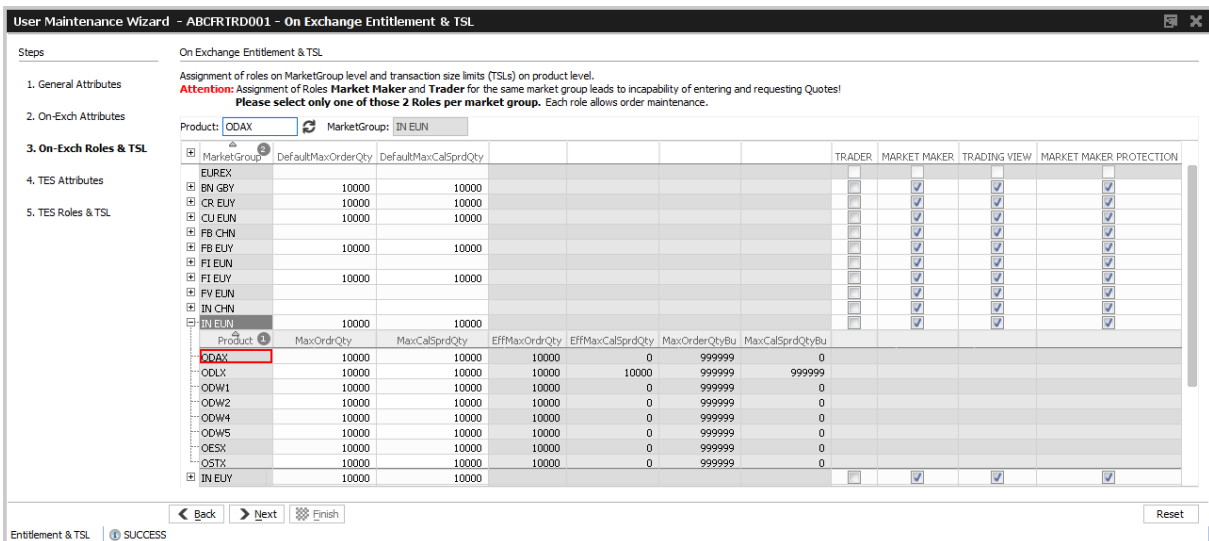 User Maintenance Wizard - ABCFRTRD001 - On Exchange Entitlement & TSL
Steps
1. General Attributes
2. On-Exch Attributes
3. On-Exch Roles & TSL
4. TES Attributes
5. TES Roles & TSL
On Exchange Entitlement & TSL
Assignment of roles on MarketGroup level and transaction size limits (TSLs) on product level.
Attention: Assignment of Roles Market Maker and Trader for the same market group leads to incapability of entering and requesting Quotes!
Please select only one of those 2 Roles per market group. Each role allows order maintenance.
Product: ODAX MarketGroup: IN EUN
MarketGroup 2 DefaultMaxOrderQty DefaultMaxCalSprdQty TRADER MARKET MAKER TRADING VIEW MARKET MAKER PROTECTION
EUREX
BN GBY 10000 10000
CR EUY 10000 10000
CU EUN 10000 10000
FB CHN
FB EUY 10000 10000
FI EUN
FI EUY 10000 10000
FV EUN
IN CHN
IN EUN 10000 10000
Product 1 MaxOrdrQty MaxCalSprdQty EffMaxOrdrQty EffMaxCalSprdQty MaxOrderQtyBu MaxCalSprdQtyBu
ODAX 10000 10000 10000 0 999999 0
ODLX 10000 10000 10000 10000 999999 999999
ODW1 10000 10000 10000 0 999999 0
ODW2 10000 10000 10000 0 999999 0
ODW4 10000 10000 10000 0 999999 0
ODW5 10000 10000 10000 0 999999 0
OESX 10000 10000 10000 0 999999 0
OSTX 10000 10000 10000 0 999999 0
IN EUY 10000 10000
Back Next Finish Reset
Entitlement & TSL SUCCESS